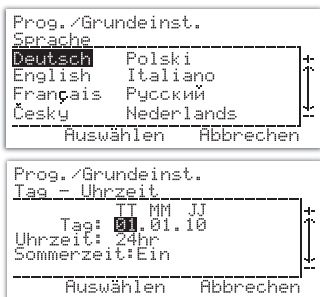 Prog./Grundeinst.
Sprache
Deutsch Polski
English Italiano
Français Русский
Česky Nederlands
Auswählen Abbrechen
Prog./Grundeinst.
Tag - Uhrzeit
TT MM JJ
Tag: 01.01.10
Uhrzeit: 24hr
Sommerzeit:Ein
Auswählen Abbrechen